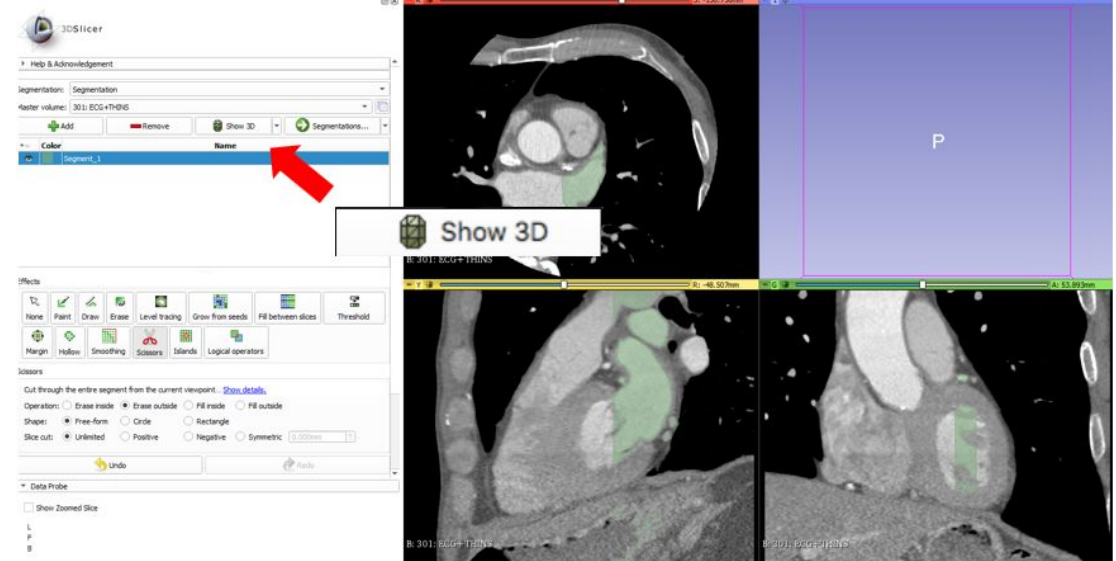 3DSlicer
Help & Acknowledgement
Segmentation: Segmentation
Master volume: 301: ECG+THINS
Add Remove Show 3D Segmentations...
Color Name
Segment_1
Show 3D
B: 301: ECG+THINS
P
Effects
None Paint Draw Erase Level tracing Grow from seeds Fill between slices Threshold
Margin Hollow Smoothing Scissors Islands Logical operators
Scissors
Cut through the entire segment from the current viewpoint... Show details.
Operation: Erase inside Erase outside Fill inside Fill outside
Shape: Free-form Circle Rectangle
Slice cut: Unlimited Positive Negative Symmetric 0.000mm
Undo Redo
Data Probe
Show Zoomed Slice
L
F
B
Y R: -48.507mm
G A: 53.893mm
B: 301: ECG+THINS
B: 301: ECG+THINS